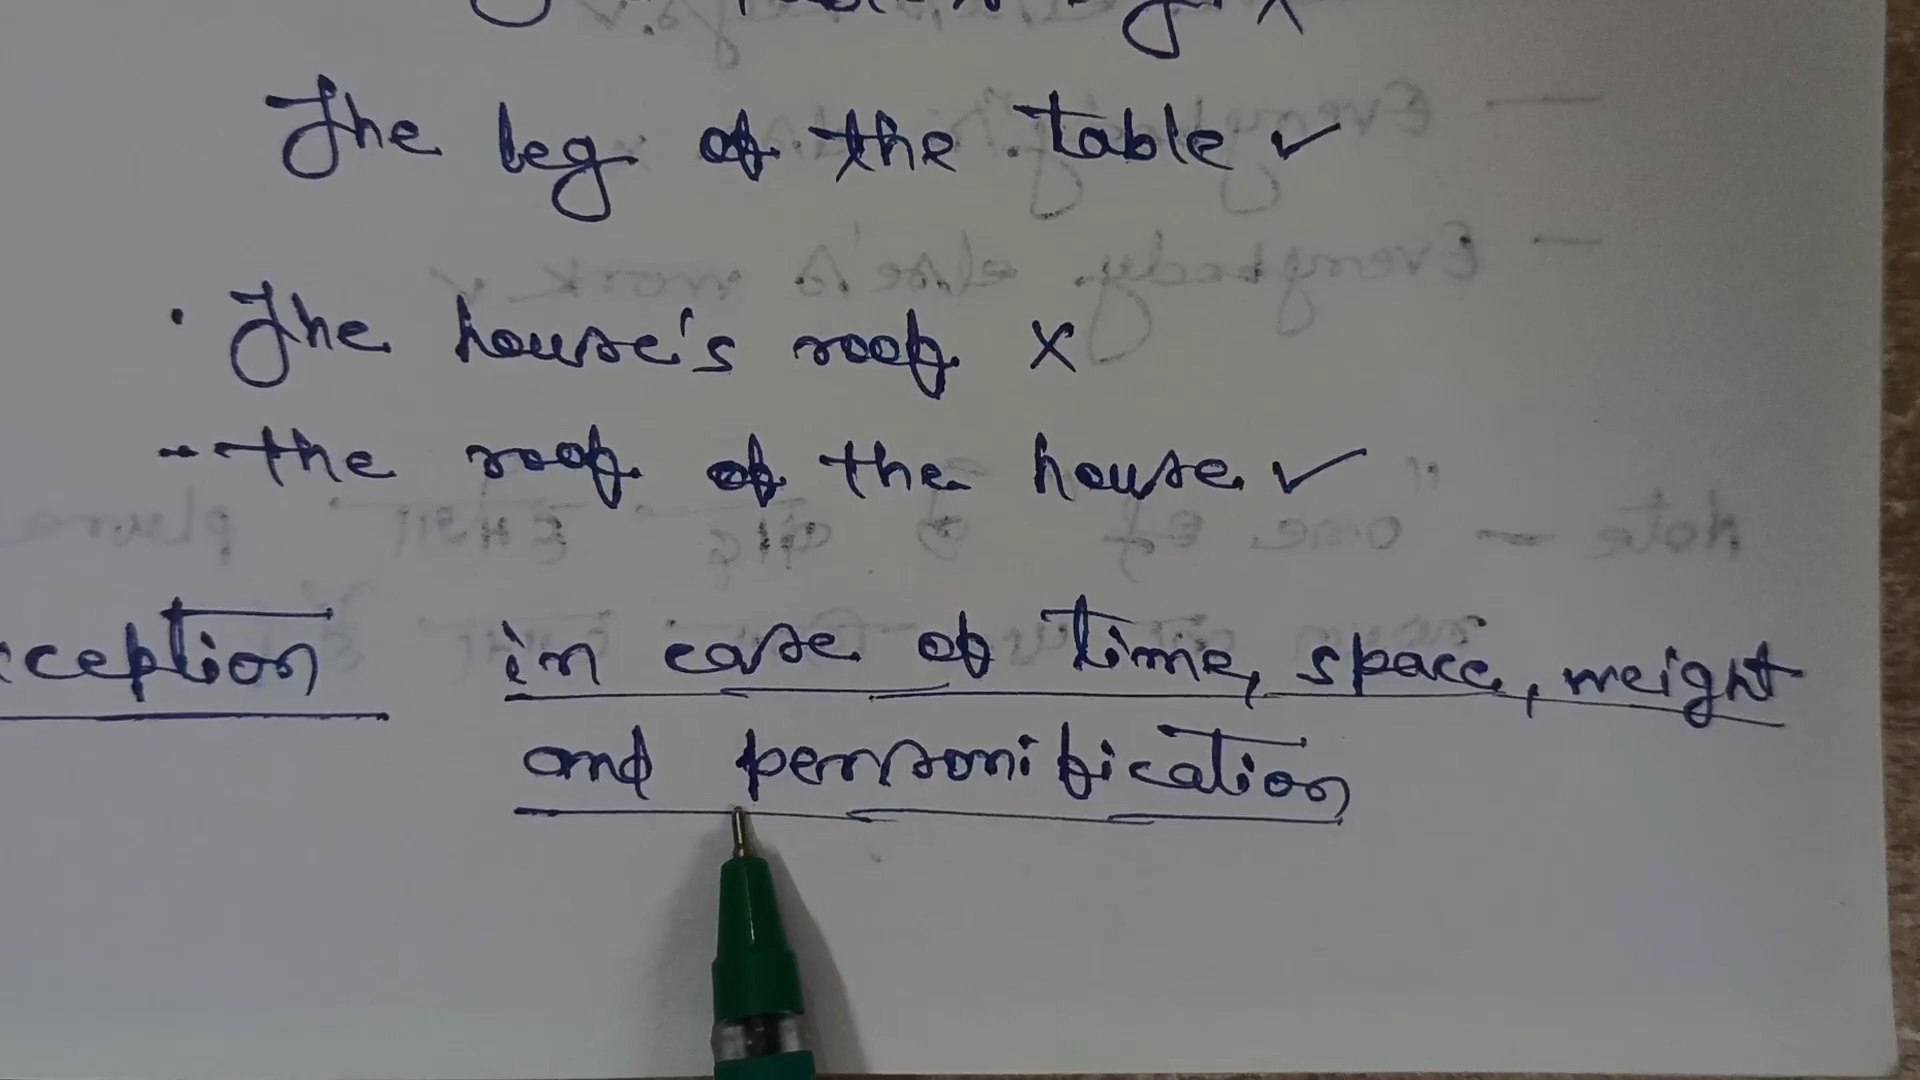 The leg of the table ✓
· The house's roof ×
- the roof of the house ✓
ception in case of time, space, weight
and personification